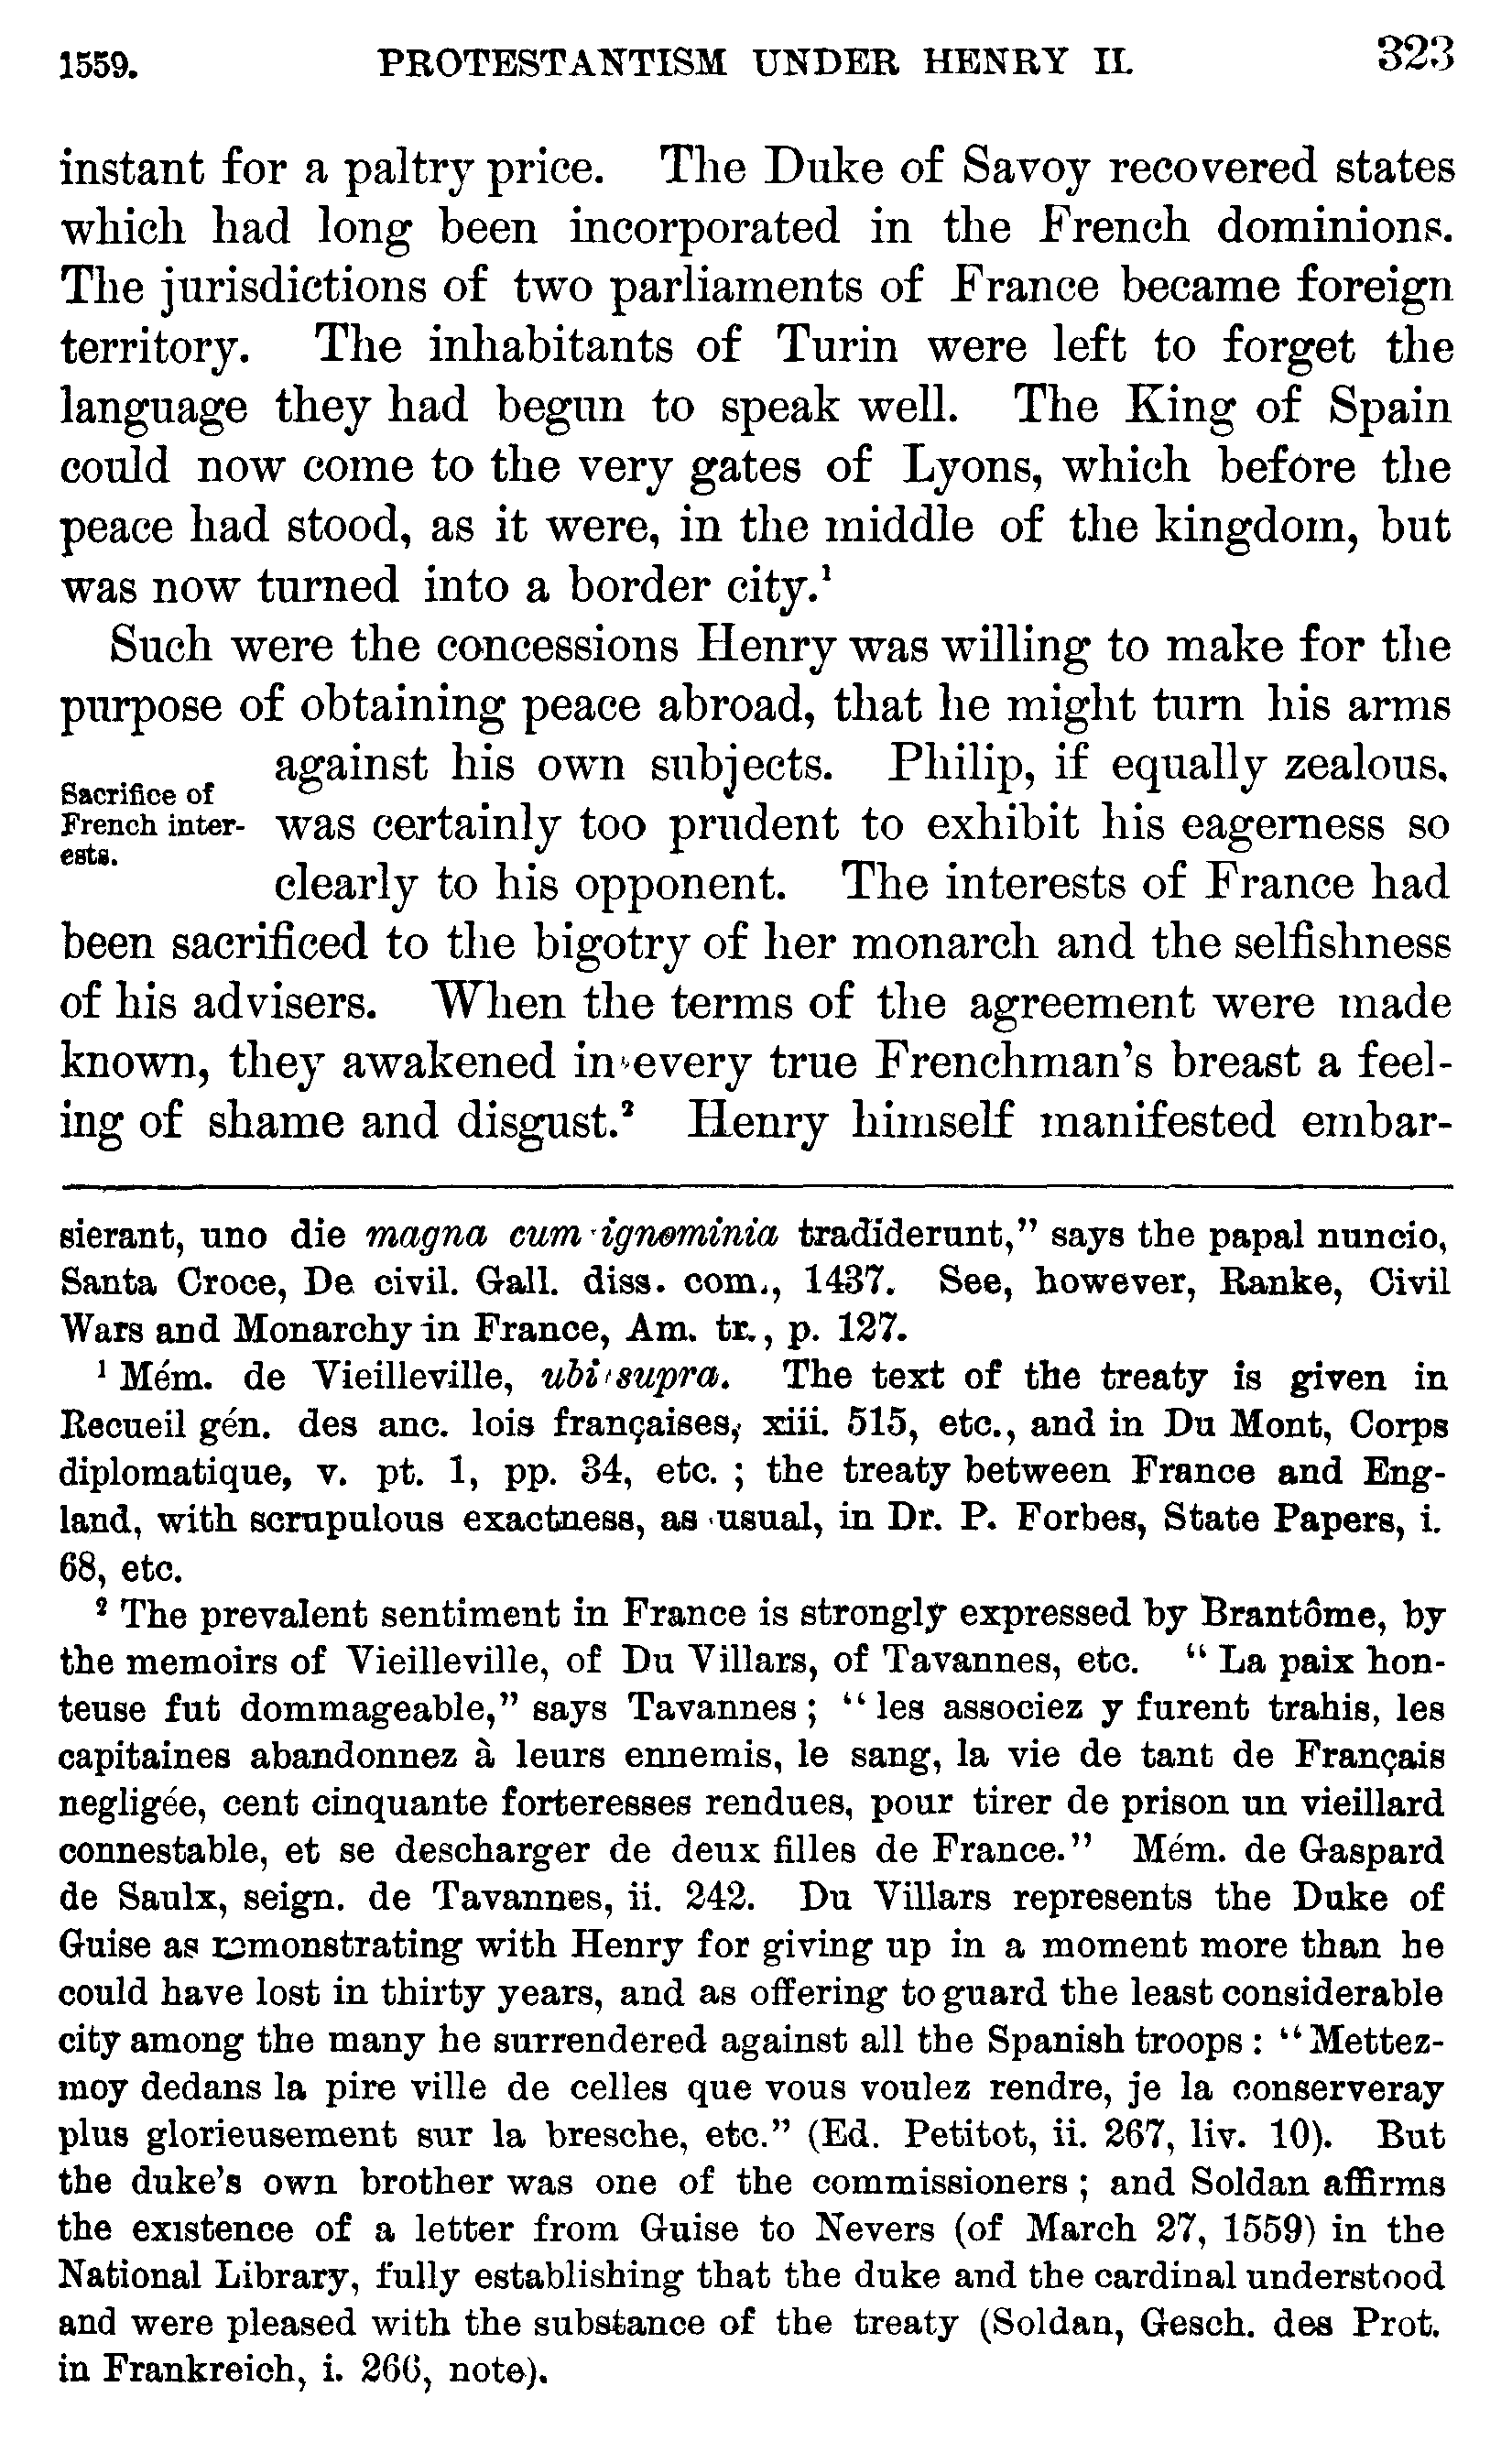 1559. PROTESTANTISM UNDER HENRY II. 323
instant for a paltry price. The Duke of Savoy recovered states
which had long been incorporated in the French dominions.
The jurisdictions of two parliaments of France became foreign
territory. The inhabitants of Turin were left to forget the
language they had begun to speak well. The King of Spain
could now come to the very gates of Lyons, which before the
peace had stood, as it were, in the middle of the kingdom, but
was now turned into a border city.¹
Such were the concessions Henry was willing to make for the
purpose of obtaining peace abroad, that he might turn his arms
Sacrifice of
French inter-
ests.
against his own subjects. Philip, if equally zealous,
was certainly too prudent to exhibit his eagerness so
clearly to his opponent. The interests of France had
been sacrificed to the bigotry of her monarch and the selfishness
of his advisers. When the terms of the agreement were made
known, they awakened in every true Frenchman's breast a feel-
ing of shame and disgust.² Henry himself manifested embar-
sierant, uno die magna cum ignominia tradiderunt,” says the papal nuncio,
Santa Croce, De civil. Gall. diss. com., 1437. See, however, Ranke, Civil
Wars and Monarchy in France, Am. tr., p. 127.
¹ Mém. de Vieilleville, ubi supra. The text of the treaty is given in
Recueil gén. des anc. lois françaises, xiii. 515, etc., and in Du Mont, Corps
diplomatique, v. pt. 1, pp. 34, etc. ; the treaty between France and Eng-
land, with scrupulous exactness, as usual, in Dr. P. Forbes, State Papers, i.
68, etc.
² The prevalent sentiment in France is strongly expressed by Brantôme, by
the memoirs of Vieilleville, of Du Villars, of Tavannes, etc. “ La paix hon-
teuse fut dommageable,” says Tavannes ; “ les associez y furent trahis, les
capitaines abandonnez à leurs ennemis, le sang, la vie de tant de Français
negligée, cent cinquante forteresses rendues, pour tirer de prison un vieillard
connestable, et se descharger de deux filles de France.” Mém. de Gaspard
de Saulx, seign. de Tavannes, ii. 242. Du Villars represents the Duke of
Guise as remonstrating with Henry for giving up in a moment more than he
could have lost in thirty years, and as offering to guard the least considerable
city among the many he surrendered against all the Spanish troops : “ Mettez-
moy dedans la pire ville de celles que vous voulez rendre, je la conserveray
plus glorieusement sur la bresche, etc.” (Ed. Petitot, ii. 267, liv. 10). But
the duke's own brother was one of the commissioners ; and Soldan affirms
the existence of a letter from Guise to Nevers (of March 27, 1559) in the
National Library, fully establishing that the duke and the cardinal understood
and were pleased with the substance of the treaty (Soldan, Gesch. des Prot.
in Frankreich, i. 266, note).